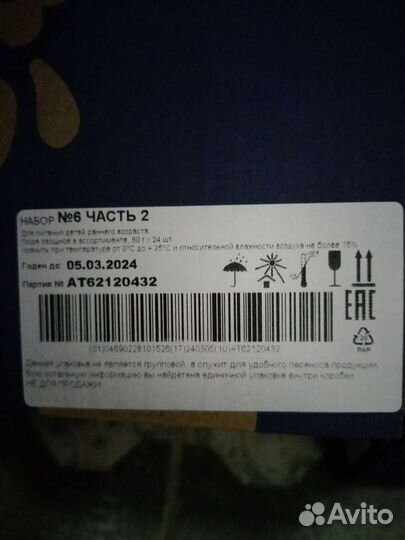 НАБОР №6 ЧАСТЬ 2
Для питания детей раннего возраста
Пюре овощное в ассортименте, 80 г х 24 шт.
Хранить при температуре от 0°С до + 25°С и относительной влажности воздуха не более 75%
Годен до: 05.03.2024
Партия № AT62120432
EAC
PAP
(01)04690228101526(17)240305(10)AT62120432
Данная упаковка не является групповой, а служит для удобного переноса продукции.
Всю остальную информацию вы найдете на единичной упаковке внутри коробки.
НЕ ДЛЯ ПРОДАЖИ
Avito